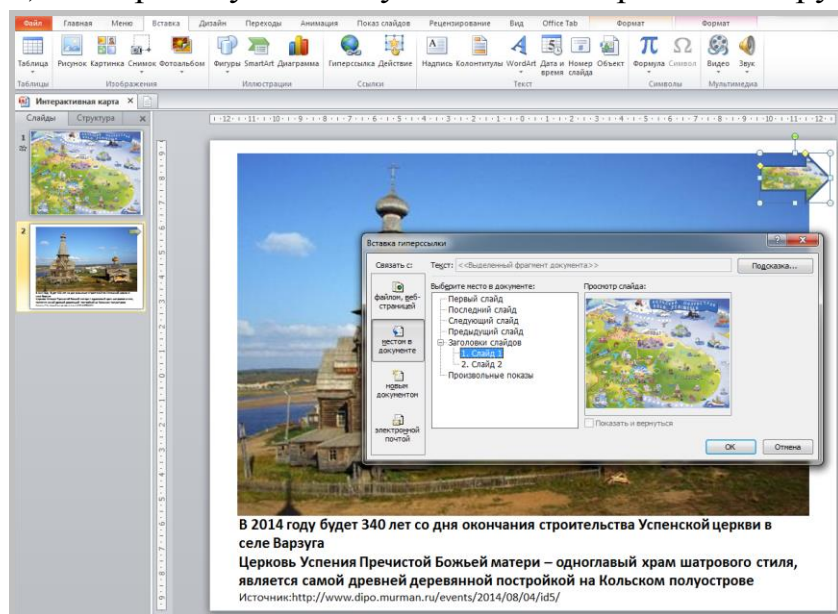 Файл Главная Меню Вставка Дизайн Переходы Анимация Показ слайдов Рецензирование Вид Office Tab Формат Формат
Таблица Рисунок Картинка Снимок Фотоальбом Фигуры SmartArt Диаграмма Гиперссылка Действие Надпись Колонтитулы WordArt Дата и время Номер слайда Объект Формула Символ Видео Звук
Таблицы Изображения Иллюстрации Ссылки Текст Символы Мультимедиа
Интерактивная карта
Слайды Структура
1
2
Вставка гиперссылки
Связать с: Текст: <<Выделенный фрагмент документа>> Подсказка...
Выберите место в документе: Просмотр слайда:
файлом, веб-страницей
местом в документе
новым документом
электронной почтой
Первый слайд
Последний слайд
Следующий слайд
Предыдущий слайд
Заголовки слайдов
1. Слайд 1
2. Слайд 2
Произвольные показы
Показать и вернуться
ОК Отмена
В 2014 году будет 340 лет со дня окончания строительства Успенской церкви в
селе Варзуга
Церковь Успения Пречистой Божьей матери – одноглавый храм шатрового стиля,
является самой древней деревянной постройкой на Кольском полуострове
Источник:http://www.dipo.murman.ru/events/2014/08/04/id5/